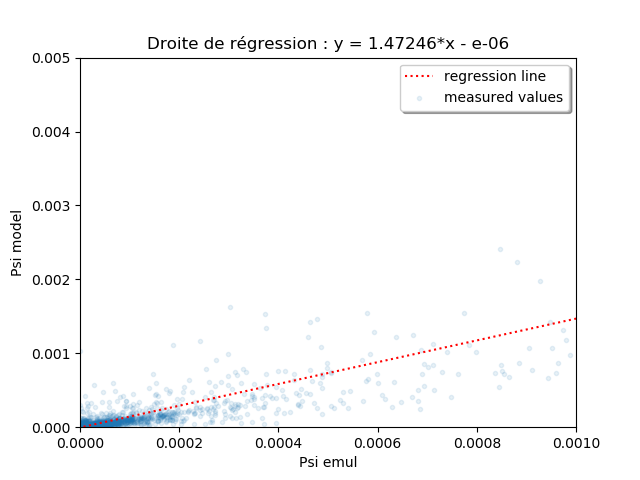 Droite de régression : y = 1.47246*x - e-06
regression line
measured values
0.005
0.004
0.003
0.002
0.001
0.000
Psi model
0.0000 0.0002 0.0004 0.0006 0.0008 0.0010
Psi emul